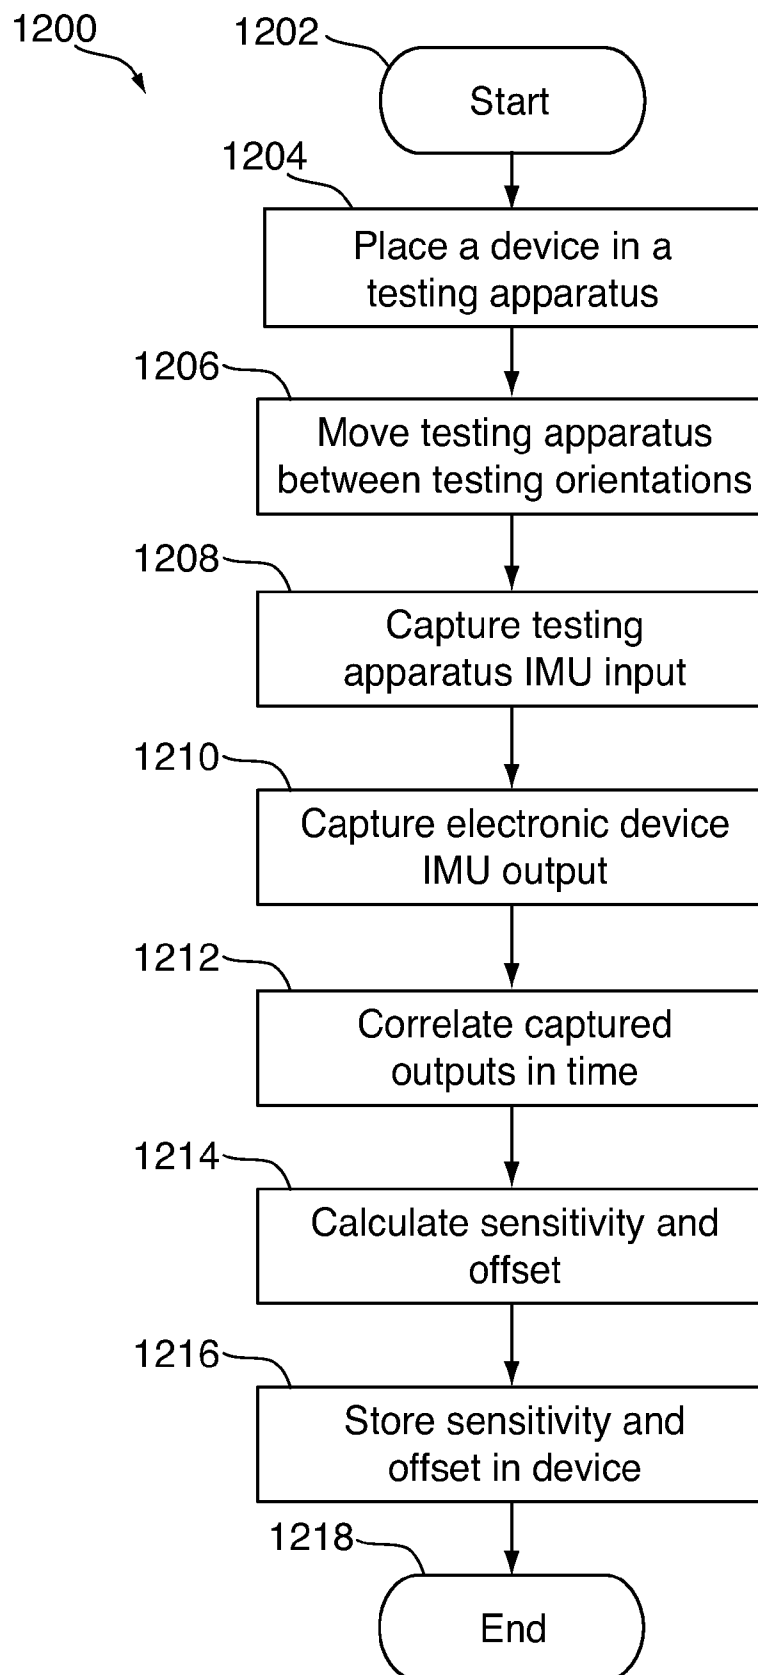 1200
1202
Start
1204
Place a device in a
testing apparatus
1206
Move testing apparatus
between testing orientations
1208
Capture testing
apparatus IMU input
1210
Capture electronic device
IMU output
1212
Correlate captured
outputs in time
1214
Calculate sensitivity and
offset
1216
Store sensitivity and
offset in device
1218
End